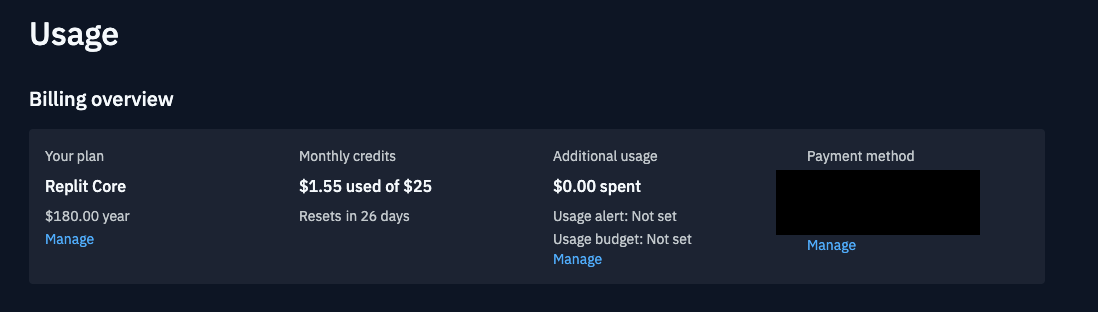 Usage
Billing overview
Your plan
Replit Core
$180.00 year
Manage
Monthly credits
$1.55 used of $25
Resets in 26 days
Additional usage
$0.00 spent
Usage alert: Not set
Usage budget: Not set
Manage
Payment method
Manage